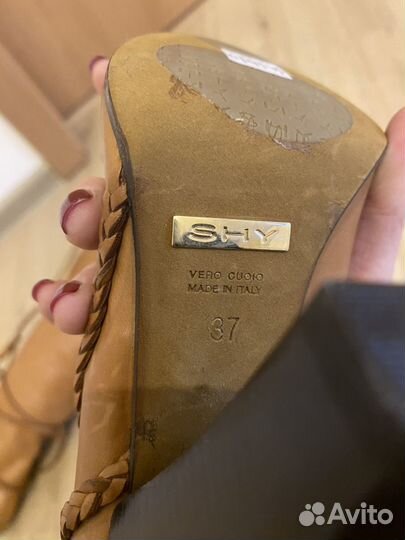 SHY
VERO CUOIO
MADE IN ITALY
37
Avito